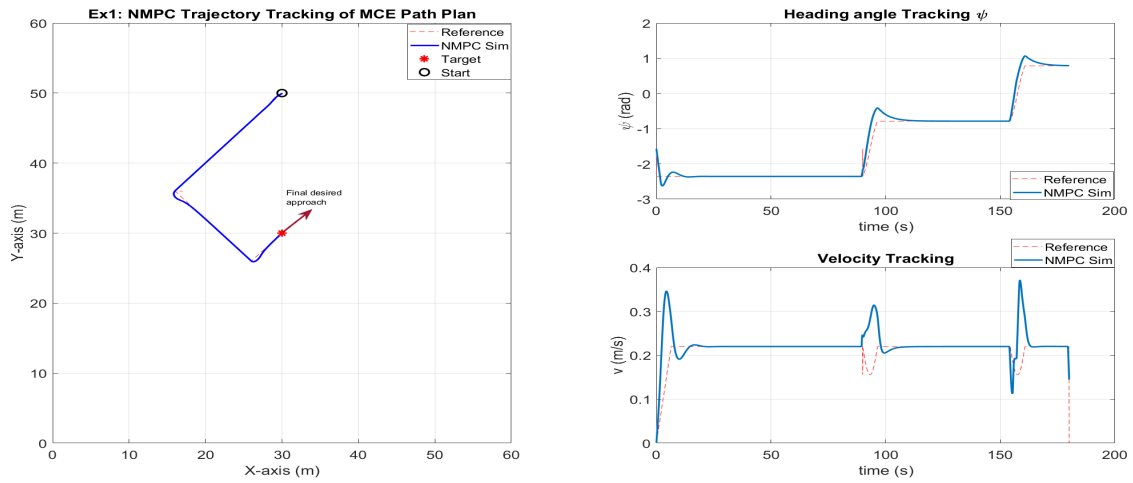 Ex1: NMPC Trajectory Tracking of MCE Path Plan
60
50
40
30
20
10
0
Y-axis (m)
Reference
NMPC Sim
Target
Start
Final desired
approach
0 10 20 30 40 50 60
X-axis (m)
Heading angle Tracking ψ
2
1
0
-1
-2
-3
ψ (rad)
Reference
NMPC Sim
0 50 100 150 200
time (s)
Velocity Tracking
Reference
NMPC Sim
0.4
0.3
0.2
0.1
0
v (m/s)
0 50 100 150 200
time (s)